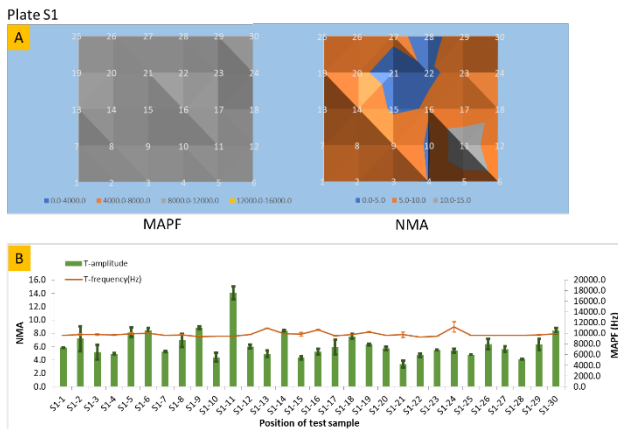 Plate S1
A
25 26 27 28 29 30
19 20 21 22 23 24
13 14 15 16 17 18
7 8 9 10 11 12
1 2 3 4 5 6
0.0-4000.0 4000.0-8000.0 8000.0-12000.0 12000.0-16000.0
MAPF
25 26 27 28 29 30
19 20 21 22 23 24
13 14 15 16 17 18
7 8 9 10 11 12
1 2 3 4 5 6
0.0-5.0 5.0-10.0 10.0-15.0
NMA
B
T-amplitude
T-frequency(Hz)
NMA
16.0
14.0
12.0
10.0
8.0
6.0
4.0
2.0
0.0
20000.0
18000.0
16000.0
14000.0
12000.0
10000.0
8000.0
6000.0
4000.0
2000.0
0.0
MAPF (Hz)
S1-1 S1-2 S1-3 S1-4 S1-5 S1-6 S1-7 S1-8 S1-9 S1-10 S1-11 S1-12 S1-13 S1-14 S1-15 S1-16 S1-17 S1-18 S1-19 S1-20 S1-21 S1-22 S1-23 S1-24 S1-25 S1-26 S1-27 S1-28 S1-29 S1-30
Position of test sample